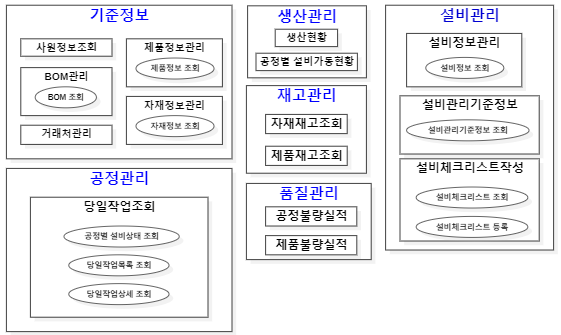 기준정보
사원정보조회
제품정보관리
제품정보 조회
BOM관리
BOM 조회
자재정보관리
자재정보 조회
거래처관리
공정관리
당일작업조회
공정별 설비상태 조회
당일작업목록 조회
당일작업상세 조회
생산관리
생산현황
공정별 설비가동현황
재고관리
자재재고조회
제품재고조회
품질관리
공정불량실적
제품불량실적
설비관리
설비정보관리
설비정보 조회
설비관리기준정보
설비관리기준정보 조회
설비체크리스트작성
설비체크리스트 조회
설비체크리스트 등록